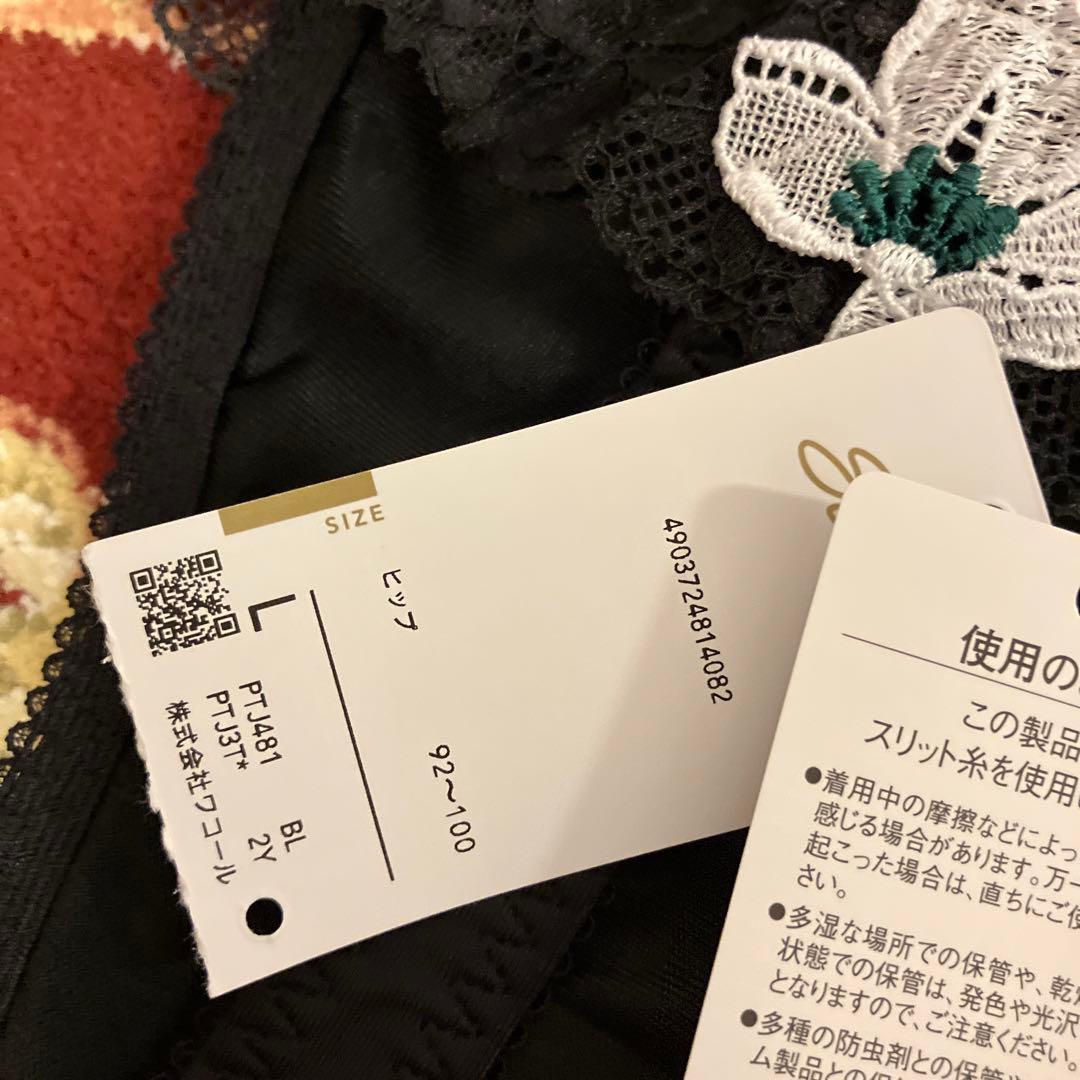 SIZE
L
ヒップ
92〜100
4903724814082
PTJ481 BL
PTJ3T* 2Y
株式会社ワコール
使用の
この製品
スリット糸を使用
●着用中の摩擦などによっ
感じる場合があります。万一
起こった場合は、直ちにご使
さい。
●多湿な場所での保管や、乾
状態での保管は、発色や光沢
となりますので、ご注意ください。
●多種の防虫剤との保管や
ム製品との保